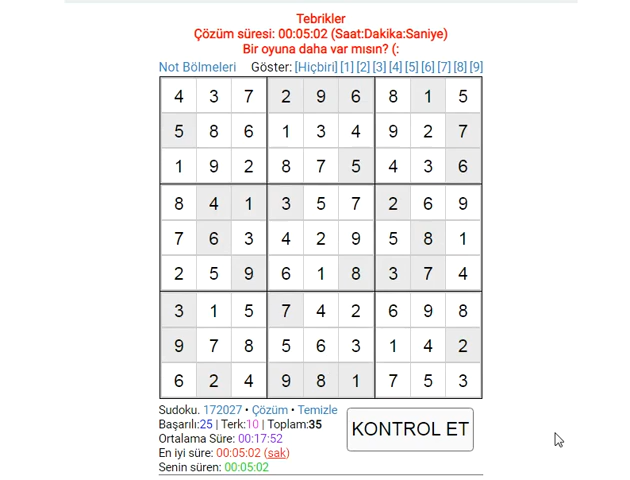 Tebrikler
Çözüm süresi: 00:05:02 (Saat:Dakika:Saniye)
Bir oyuna daha var mısın? (:
Not Bölmeleri Göster: [Hiçbiri] [1] [2] [3] [4] [5] [6] [7] [8] [9]
4 3 7 2 9 6 8 1 5
5 8 6 1 3 4 9 2 7
1 9 2 8 7 5 4 3 6
8 4 1 3 5 7 2 6 9
7 6 3 4 2 9 5 8 1
2 5 9 6 1 8 3 7 4
3 1 5 7 4 2 6 9 8
9 7 8 5 6 3 1 4 2
6 2 4 9 8 1 7 5 3
Sudoku. 172027 • Çözüm • Temizle
Başarılı:25 | Terk:10 | Toplam:35
Ortalama Süre: 00:17:52
En iyi süre: 00:05:02 (sak)
Senin süren: 00:05:02
KONTROL ET